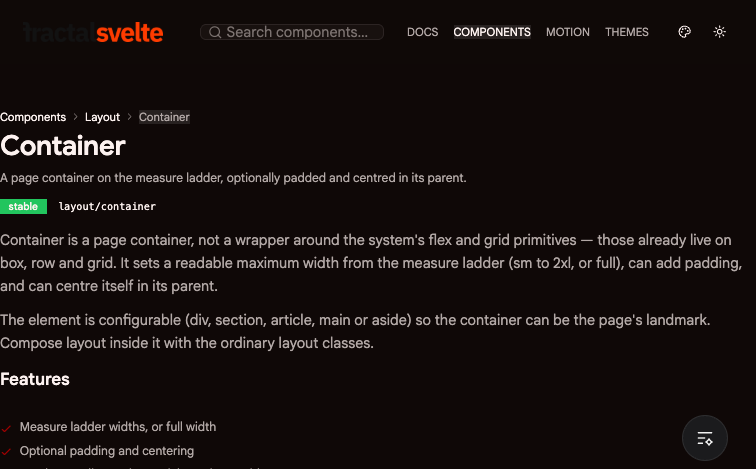 fractalsvelte
Search components...
DOCS
COMPONENTS
MOTION
THEMES
Components > Layout > Container
Container
A page container on the measure ladder, optionally padded and centred in its parent.
stable layout/container
Container is a page container, not a wrapper around the system's flex and grid primitives — those already live on
box, row and grid. It sets a readable maximum width from the measure ladder (sm to 2xl, or full), can add padding,
and can centre itself in its parent.
The element is configurable (div, section, article, main or aside) so the container can be the page's landmark.
Compose layout inside it with the ordinary layout classes.
Features
Measure ladder widths, or full width
Optional padding and centering